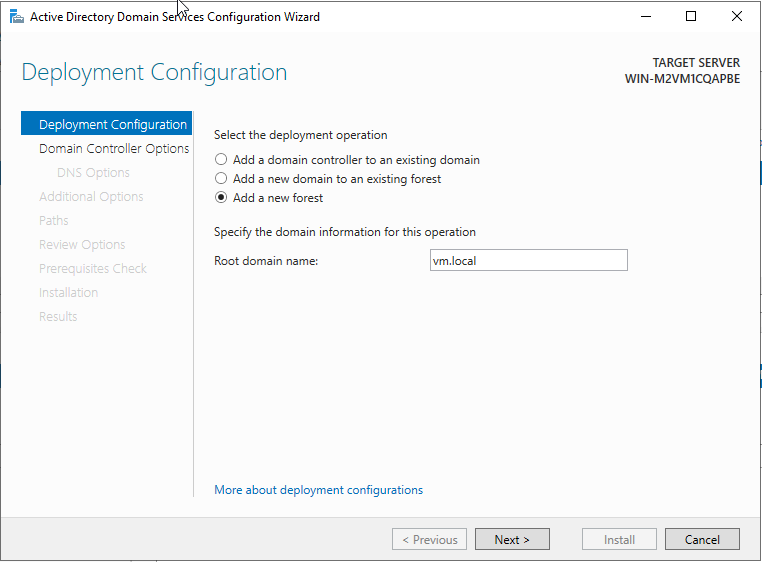 Active Directory Domain Services Configuration Wizard
Deployment Configuration
TARGET SERVER
WIN-M2VM1CQAPBE
Deployment Configuration
Domain Controller Options
DNS Options
Additional Options
Paths
Review Options
Prerequisites Check
Installation
Results
Select the deployment operation
Add a domain controller to an existing domain
Add a new domain to an existing forest
Add a new forest
Specify the domain information for this operation
Root domain name: vm.local
More about deployment configurations
< Previous Next > Install Cancel